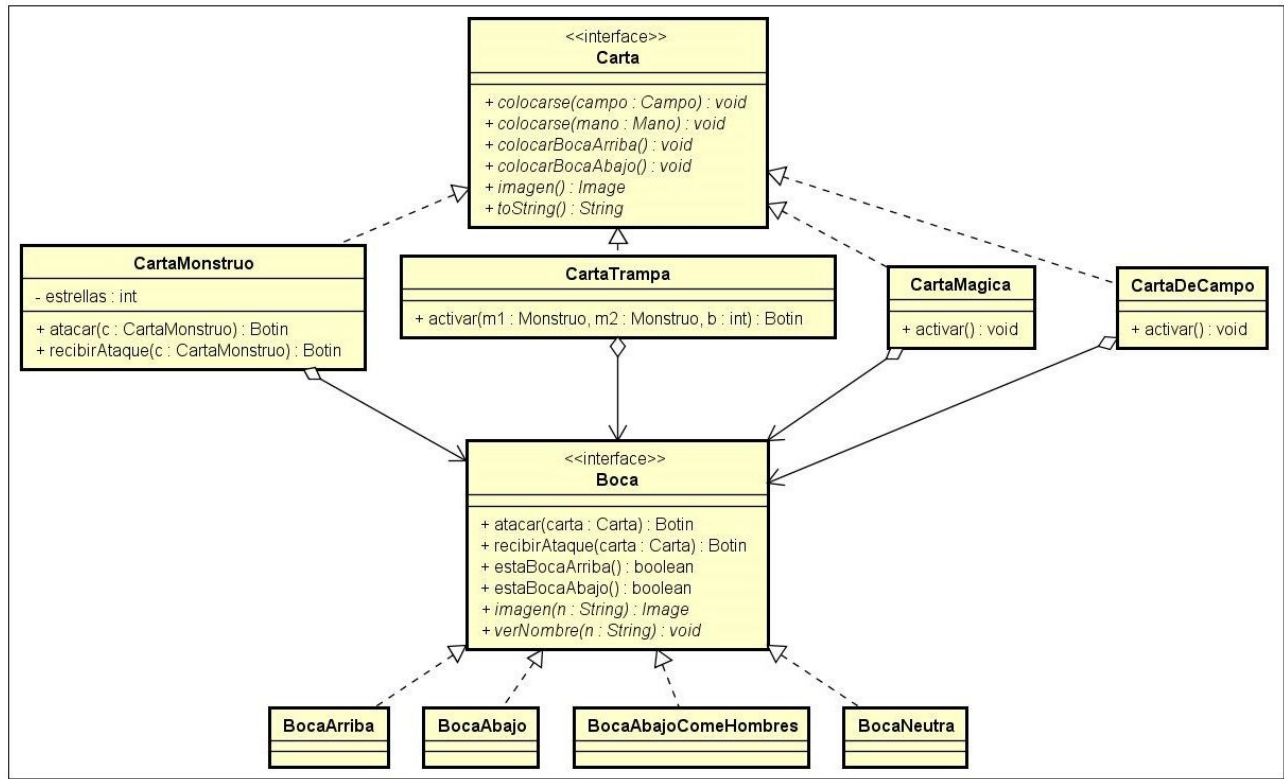 <<interface>>
Carta
+ colocarse(campo : Campo) : void
+ colocarse(mano : Mano) : void
+ colocarBocaArriba() : void
+ colocarBocaAbajo() : void
+ imagen() : Image
+ toString() : String
CartaMonstruo
- estrellas : int
+ atacar(c : CartaMonstruo) : Botin
+ recibirAtaque(c : CartaMonstruo) : Botin
CartaTrampa
+ activar(m1 : Monstruo, m2 : Monstruo, b : int) : Botin
CartaMagica
+ activar() : void
CartaDeCampo
+ activar() : void
<<interface>>
Boca
+ atacar(carta : Carta) : Botin
+ recibirAtaque(carta : Carta) : Botin
+ estaBocaArriba() : boolean
+ estaBocaAbajo() : boolean
+ imagen(n : String) : Image
+ verNombre(n : String) : void
BocaArriba
BocaAbajo
BocaAbajoComeHombres
BocaNeutra